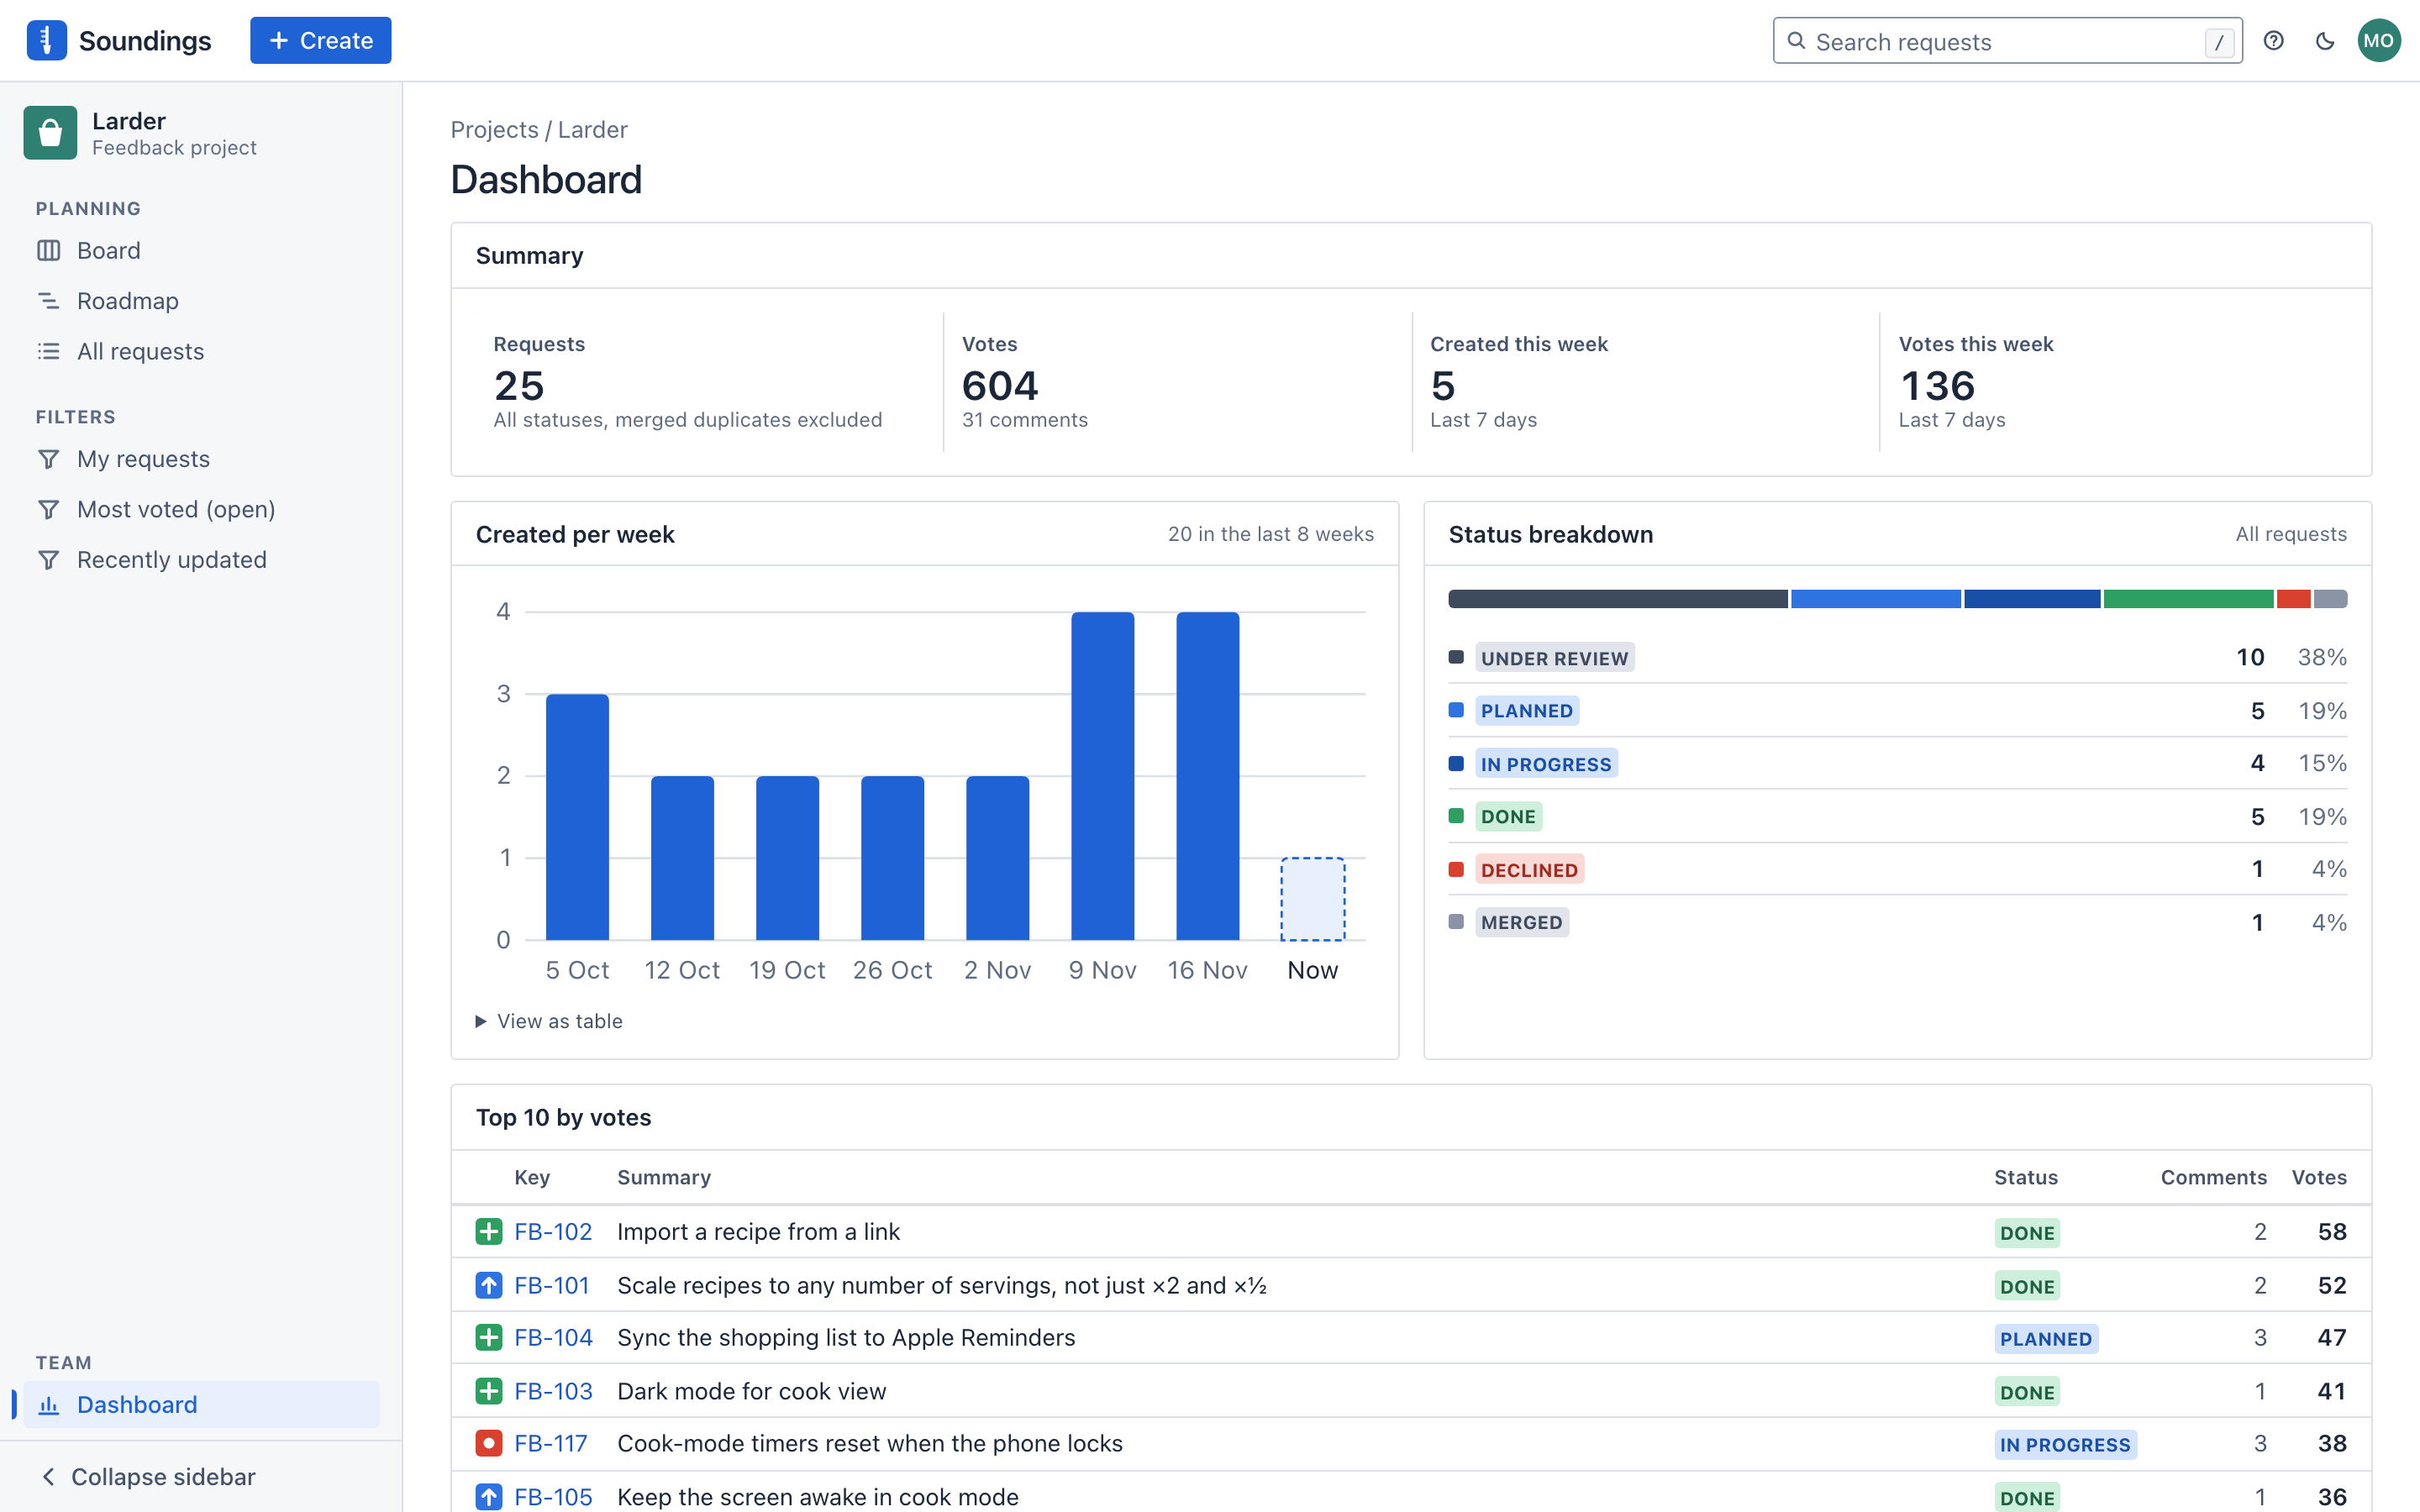 Soundings
+ Create
Search requests /
MO
Larder
Feedback project
PLANNING
Board
Roadmap
All requests
FILTERS
My requests
Most voted (open)
Recently updated
TEAM
Dashboard
Collapse sidebar
Projects / Larder
Dashboard
Summary
Requests
25
All statuses, merged duplicates excluded
Votes
604
31 comments
Created this week
5
Last 7 days
Votes this week
136
Last 7 days
Created per week 20 in the last 8 weeks
4
3
2
1
0
5 Oct 12 Oct 19 Oct 26 Oct 2 Nov 9 Nov 16 Nov Now
View as table
Status breakdown All requests
UNDER REVIEW 10 38%
PLANNED 5 19%
IN PROGRESS 4 15%
DONE 5 19%
DECLINED 1 4%
MERGED 1 4%
Top 10 by votes
Key Summary Status Comments Votes
FB-102 Import a recipe from a link DONE 2 58
FB-101 Scale recipes to any number of servings, not just ×2 and ×½ DONE 2 52
FB-104 Sync the shopping list to Apple Reminders PLANNED 3 47
FB-103 Dark mode for cook view DONE 1 41
FB-117 Cook-mode timers reset when the phone locks IN PROGRESS 3 38
FB-105 Keep the screen awake in cook mode DONE 1 36